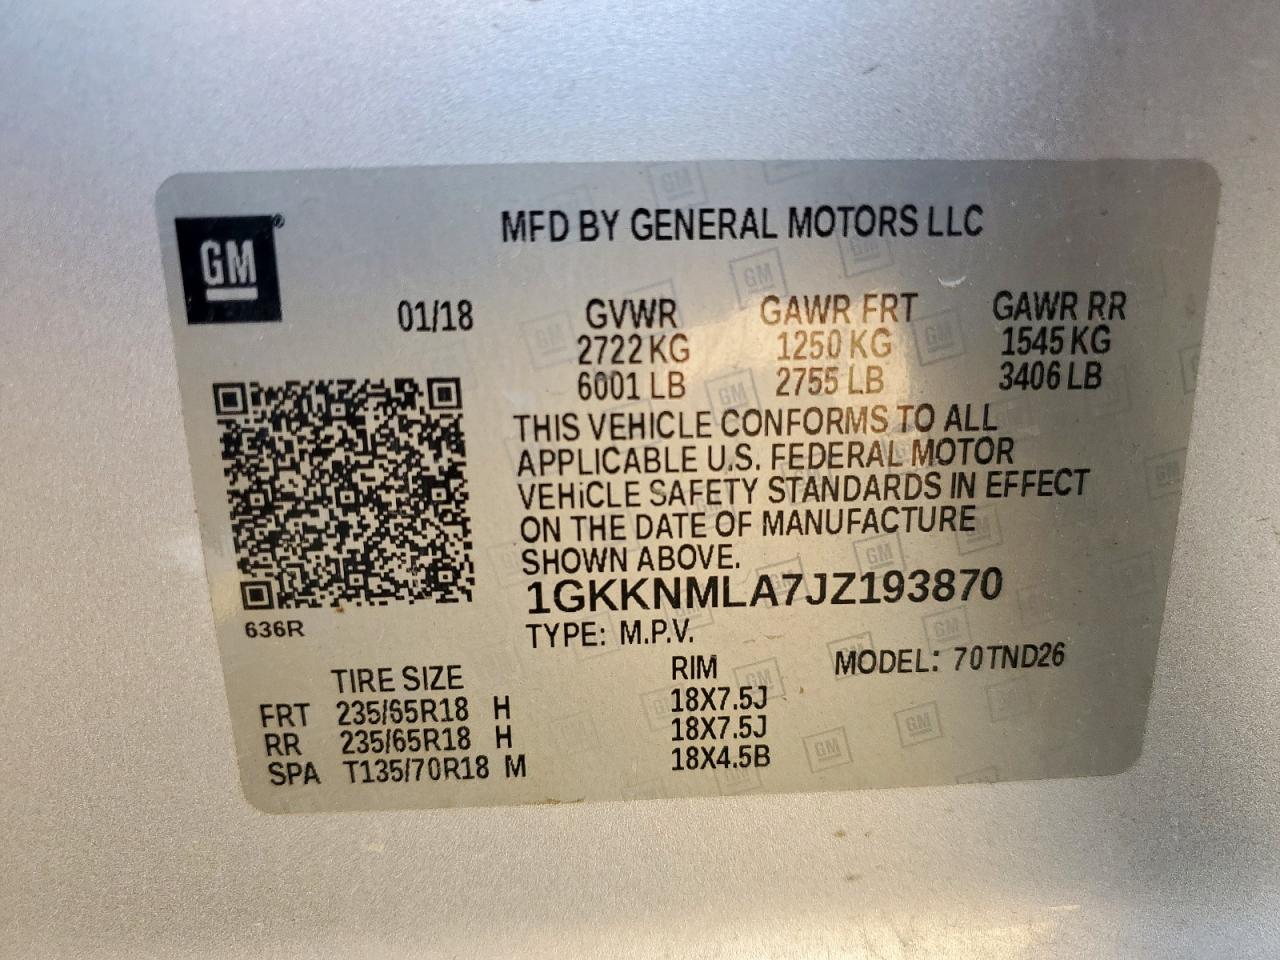 GM®
MFD BY GENERAL MOTORS LLC
01/18
GVWR GAWR FRT GAWR RR
2722 KG 1250 KG 1545 KG
6001 LB 2755 LB 3406 LB
THIS VEHICLE CONFORMS TO ALL
APPLICABLE U.S. FEDERAL MOTOR
VEHICLE SAFETY STANDARDS IN EFFECT
ON THE DATE OF MANUFACTURE
SHOWN ABOVE.
1GKKNMLA7JZ193870
636R
TYPE: M.P.V.
MODEL: 70TND26
TIRE SIZE RIM
FRT 235/65R18 H 18X7.5J
RR 235/65R18 H 18X7.5J
SPA T135/70R18 M 18X4.5B